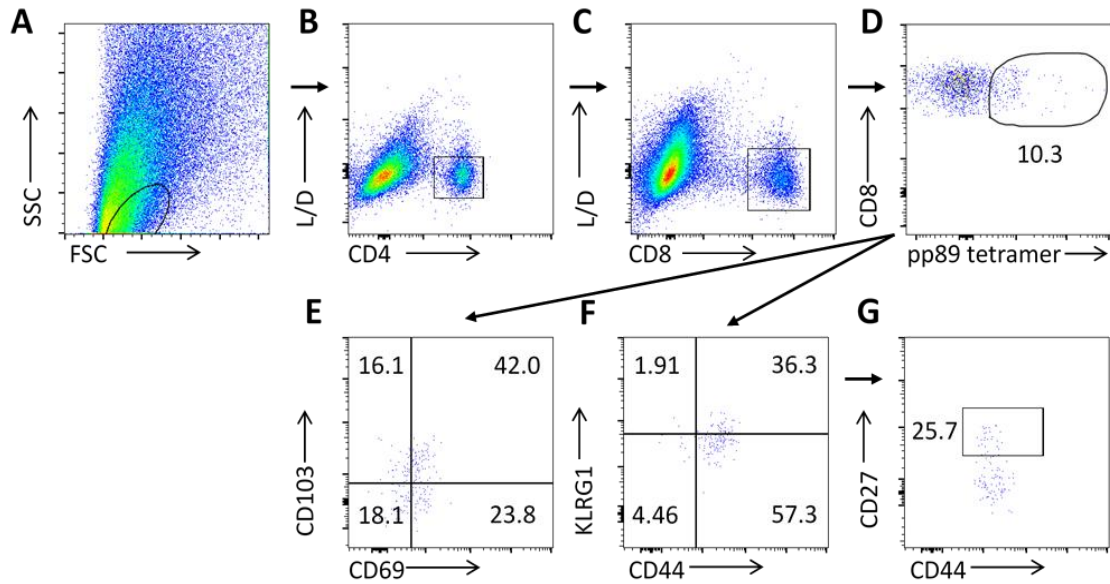 A
SSC
FSC
B
L/D
CD4
C
L/D
CD8
D
CD8
10.3
pp89 tetramer
E
CD103
16.1
42.0
18.1
23.8
CD69
F
KLRG1
1.91
36.3
4.46
57.3
CD44
G
CD27
25.7
CD44